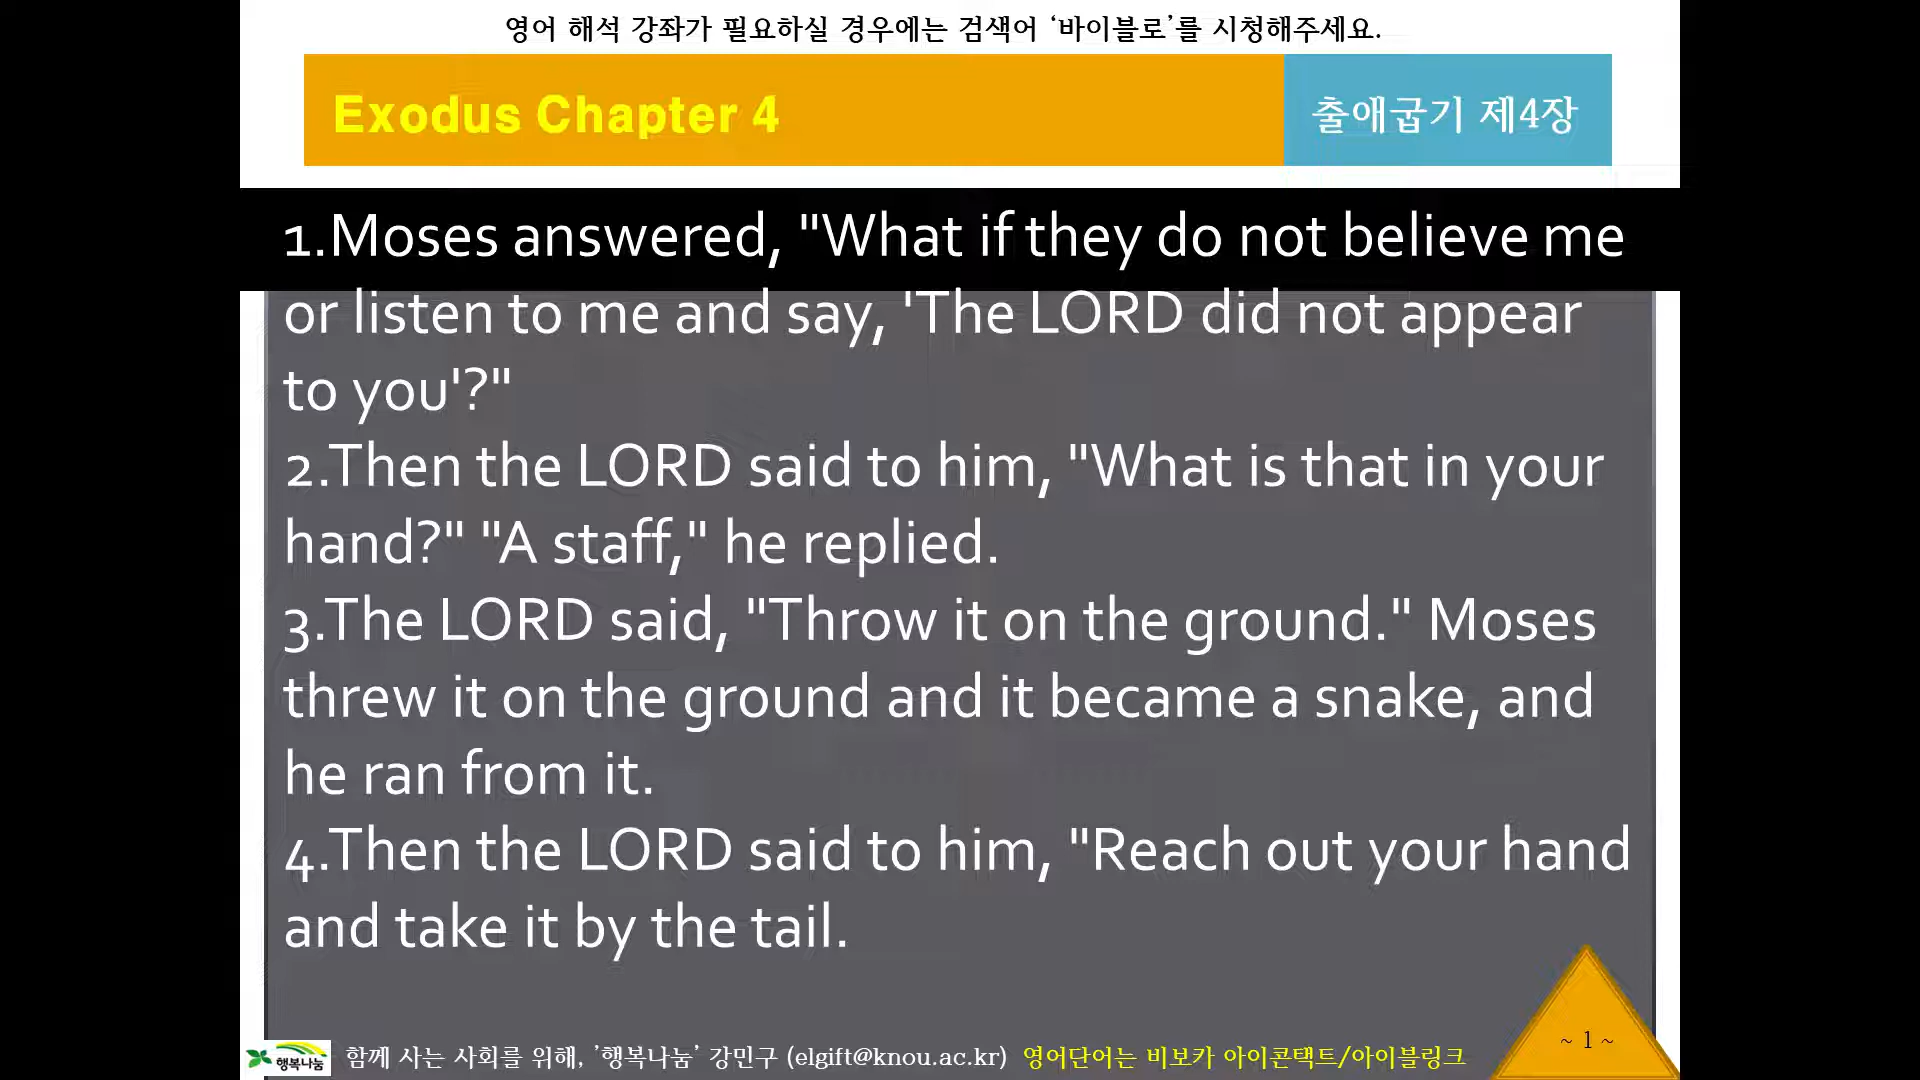 영어 해석 강좌가 필요하실 경우에는 검색어 ‘바이블로’를 시청해주세요.
Exodus Chapter 4
출애굽기 제4장
1.Moses answered, "What if they do not believe me
or listen to me and say, 'The LORD did not appear
to you'?"
2.Then the LORD said to him, "What is that in your
hand?" "A staff," he replied.
3.The LORD said, "Throw it on the ground." Moses
threw it on the ground and it became a snake, and
he ran from it.
4.Then the LORD said to him, "Reach out your hand
and take it by the tail.
~ 1 ~
행복나눔
함께 사는 사회를 위해, ’행복나눔’ 강민구 (elgift@knou.ac.kr) 영어단어는 비보카 아이콘택트/아이블링크